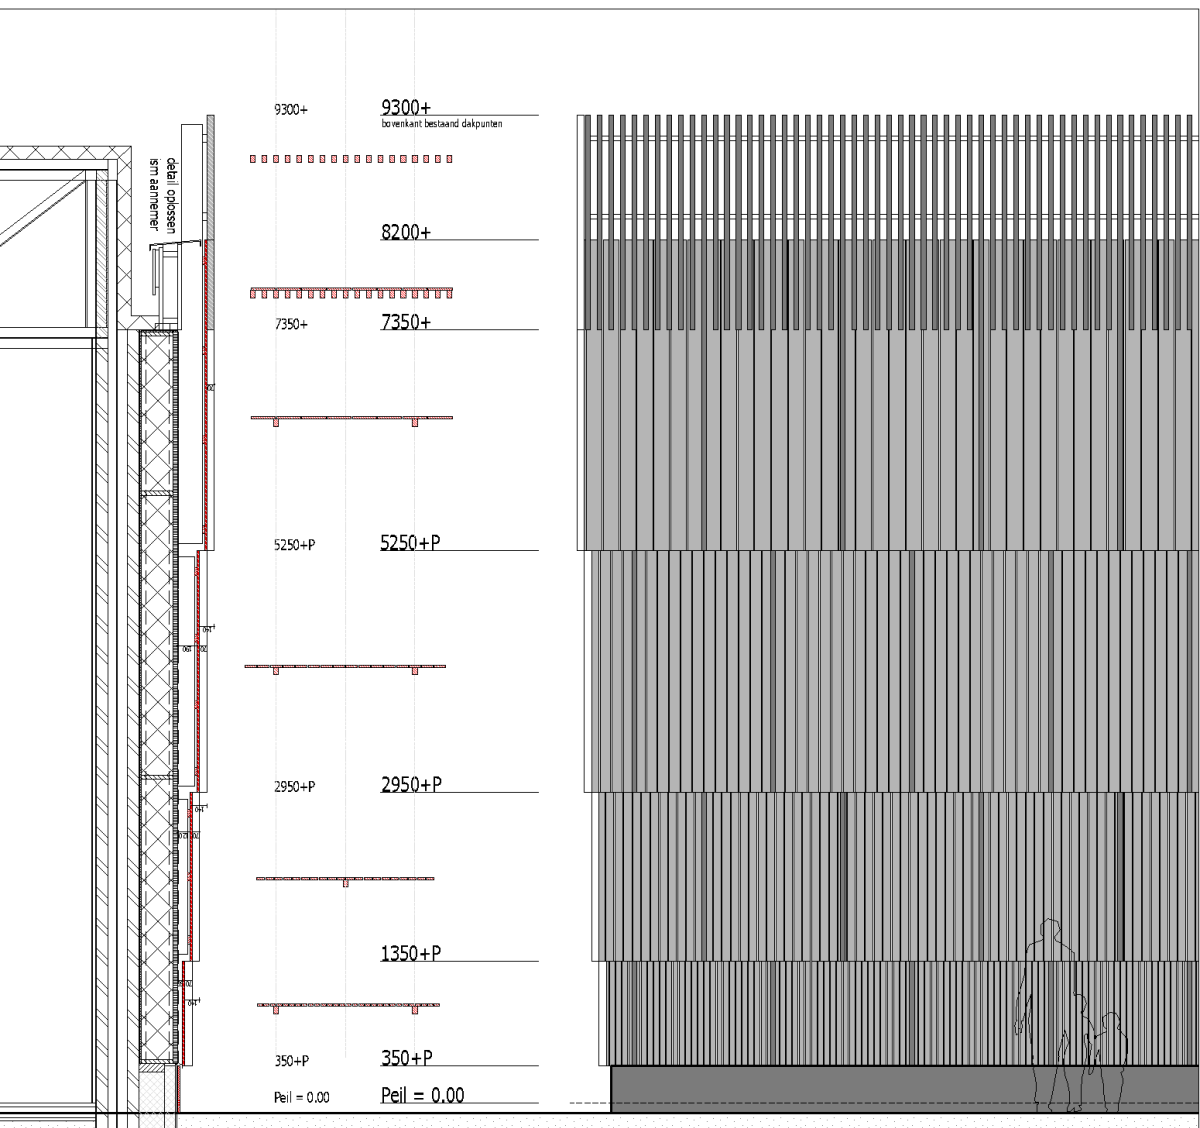 9300+
9300+
bovenkant bestaand dakpunten
detail oplossen
ism aannemer
8200+
7350+
7350+
5250+P
5250+P
2950+P
2950+P
1350+P
350+P
350+P
Peil = 0.00
Peil = 0.00